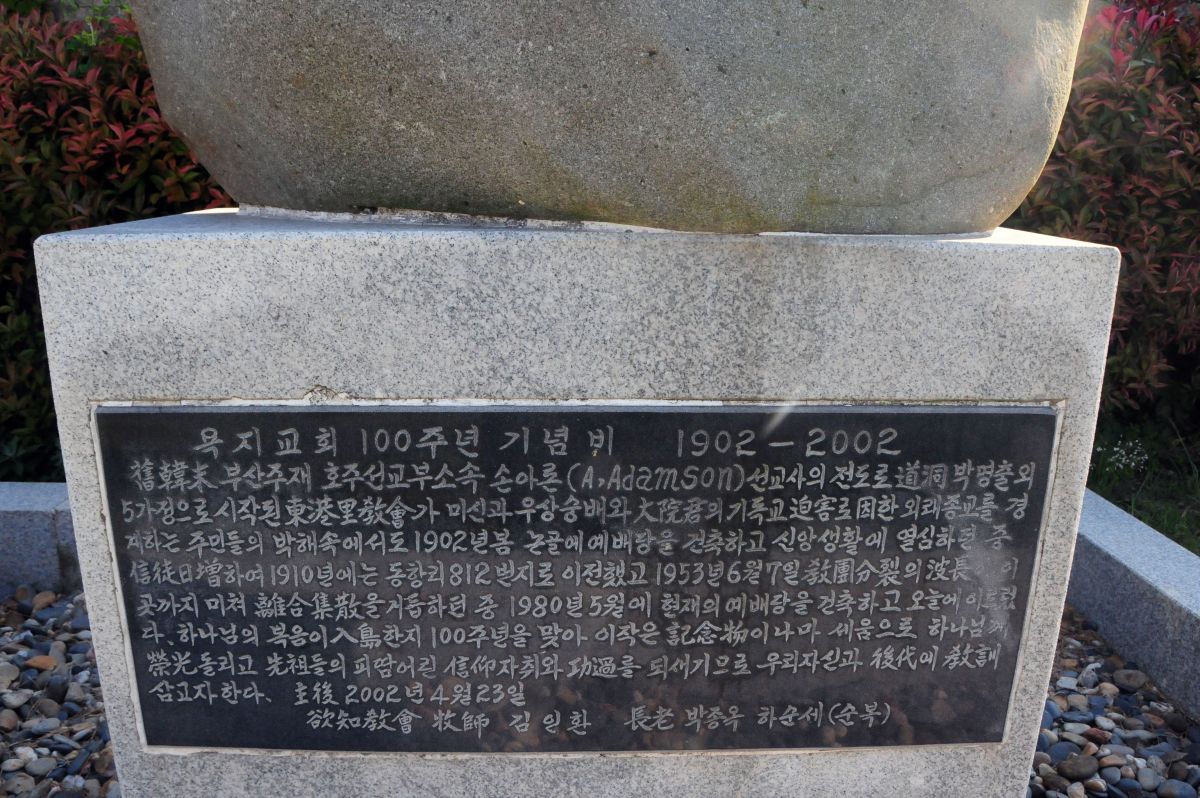 욕지교회 100주년 기념비 1902-2002
舊韓末 부산주재 호주선교부소속 손아론(A. Adamson)선교사의 전도로 道洞 박명출외
5가정으로 시작된 東港里敎會가 미신과 우상숭배와 大院君의 기독교迫害로因한 외래종교를 경
계하는 주민들의 박해속에서도 1902년봄 논골에예배당을 건축하고 신앙생활에 열심하던 중
信徒日增하여 1910年에는 동항리812번지로 이전했고 1953年6月7일 敎團分裂의 波長 이
곳까지 미쳐 離合集散을거듭하던 중 1980년5月에 현재의예배당을건축하고 오늘에이르렀
다. 하나님의 복음이入島한지 100주년을 맞아 이작은 記念物이나마 세움으로 하나님께
榮光돌리고 先祖들의 피땀어린 信仰자취와 功過를 되새기므로 우리자신과 後代에 敎訓
삼고자한다. 主後 2002년4월23일
欲知敎會 牧師 김일환 長老 박종옥 하순세(순복)